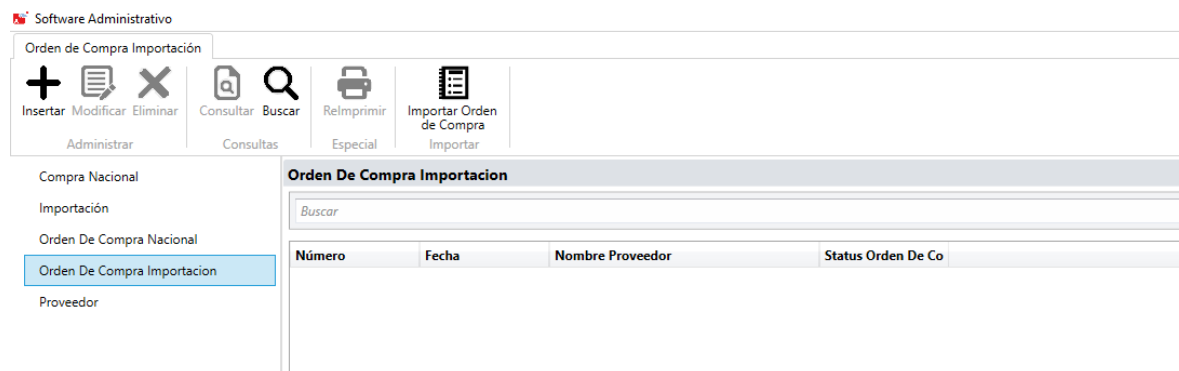 Software Administrativo
Orden de Compra Importación
Insertar Modificar Eliminar Consultar Buscar ReImprimir Importar Orden
de Compra
Administrar Consultas Especial Importar
Compra Nacional
Importación
Orden De Compra Nacional
Orden De Compra Importacion
Proveedor
Orden De Compra Importacion
Buscar
Número Fecha Nombre Proveedor Status Orden De Co